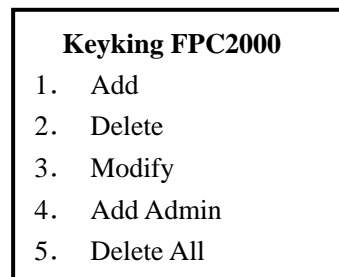 Keyking FPC2000
1. Add
2. Delete
3. Modify
4. Add Admin
5. Delete All